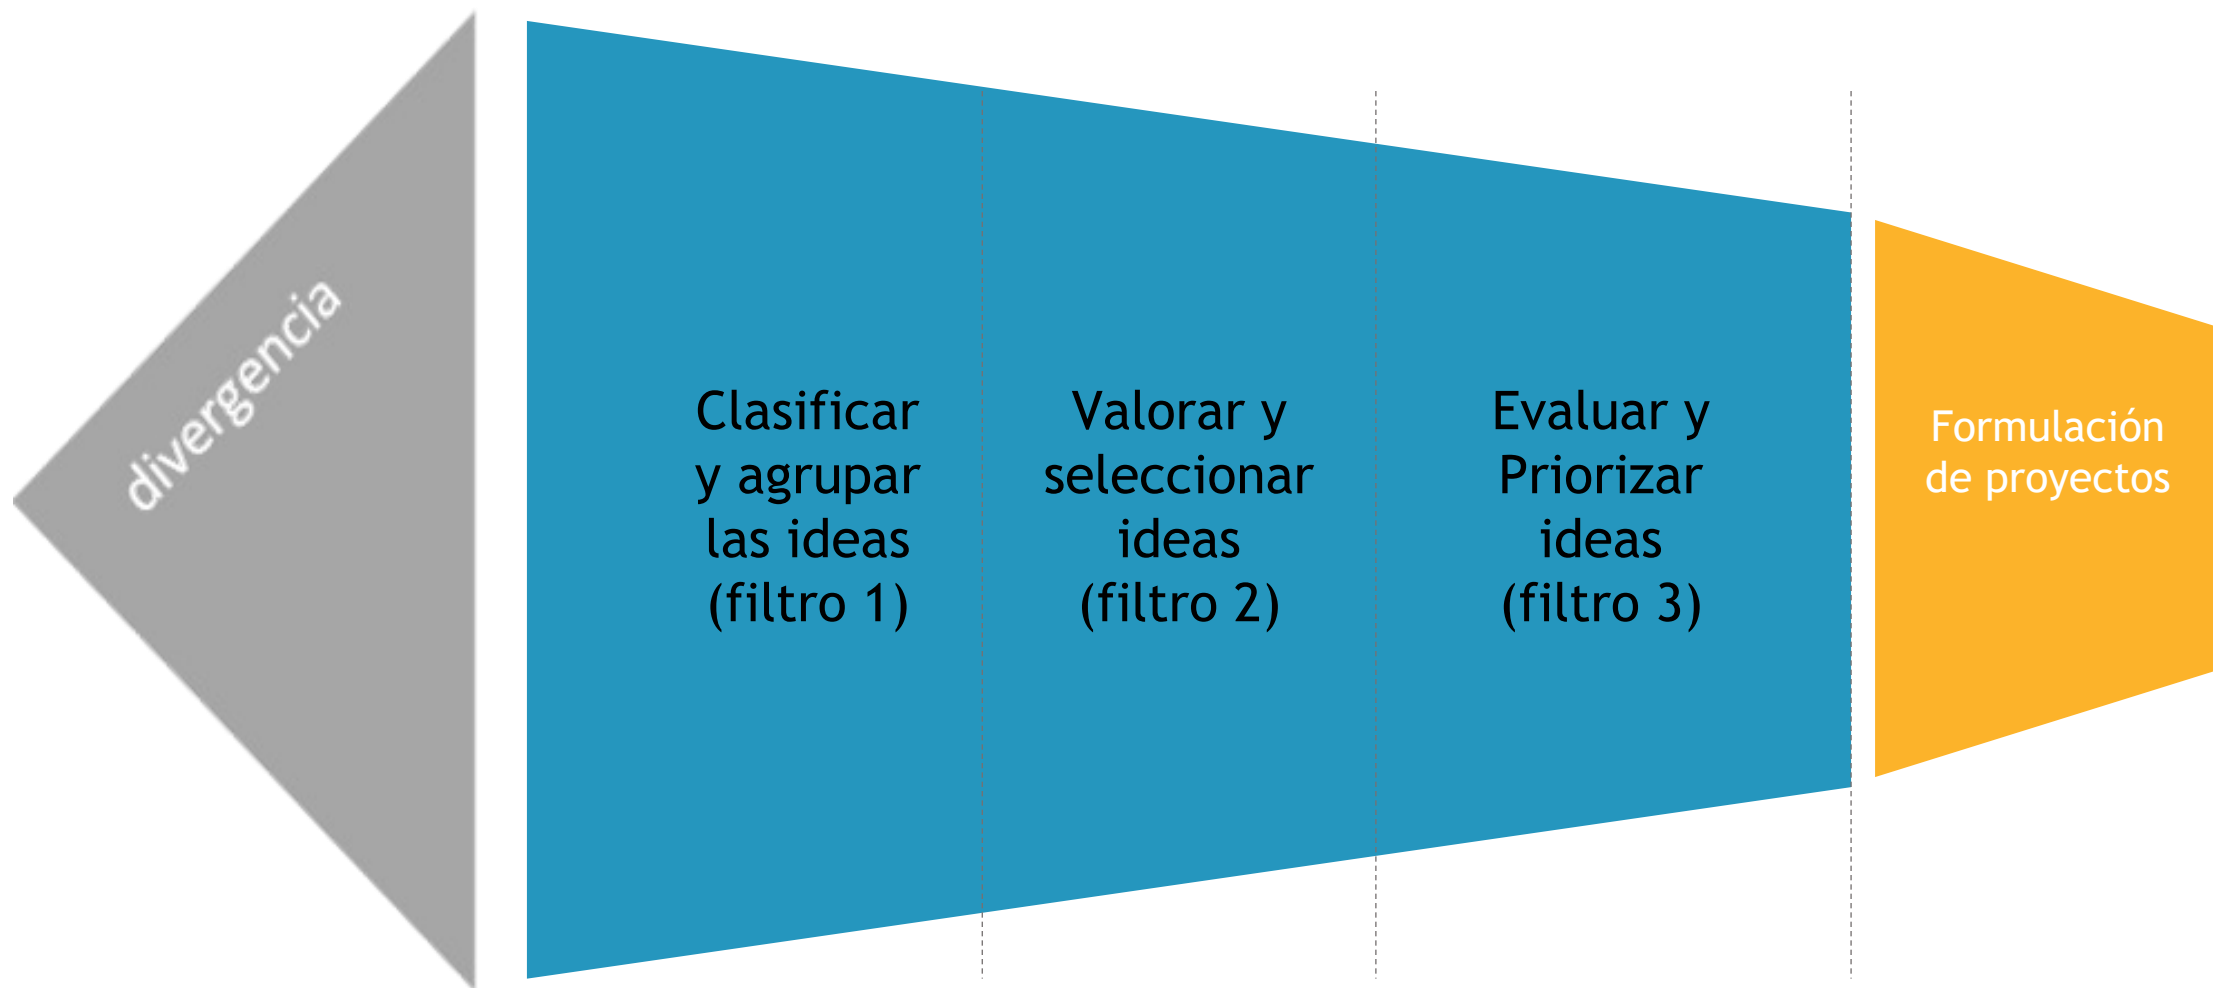 divergencia
Clasificar
y agrupar
las ideas
(filtro 1)
Valorar y
seleccionar
ideas
(filtro 2)
Evaluar y
Priorizar
ideas
(filtro 3)
Formulación
de proyectos